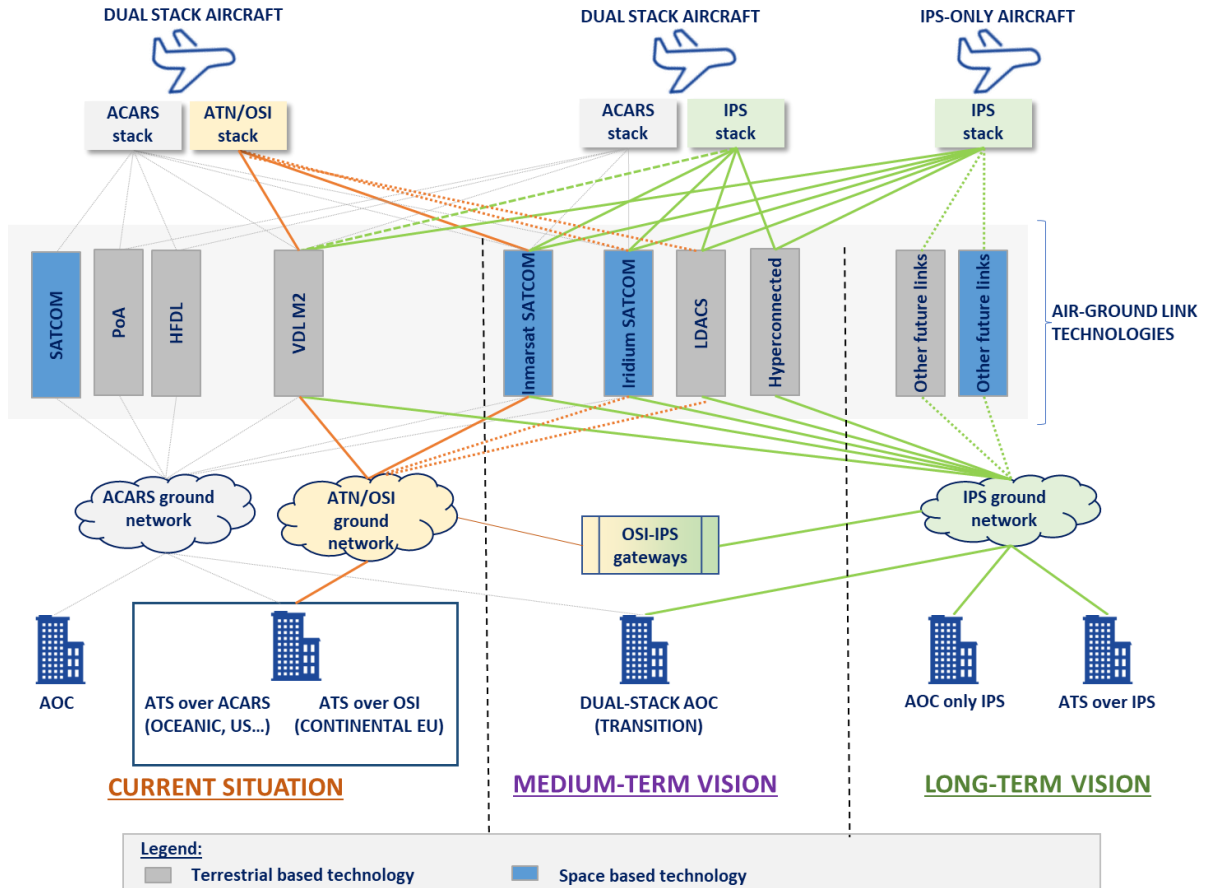 DUAL STACK AIRCRAFT
DUAL STACK AIRCRAFT
IPS-ONLY AIRCRAFT
ACARS
stack
ATN/OSI
stack
ACARS
stack
IPS
stack
IPS
stack
SATCOM
PoA
HFDL
VDL M2
Inmarsat SATCOM
Iridium SATCOM
LDACS
Hyperconnected
Other future links
Other future links
AIR-GROUND LINK
TECHNOLOGIES
ACARS ground
network
ATN/OSI
ground
network
OSI-IPS
gateways
IPS ground
network
AOC
ATS over ACARS
(OCEANIC, US...)
ATS over OSI
(CONTINENTAL EU)
DUAL-STACK AOC
(TRANSITION)
AOC only IPS
ATS over IPS
CURRENT SITUATION
MEDIUM-TERM VISION
LONG-TERM VISION
Legend:
Terrestrial based technology
Space based technology